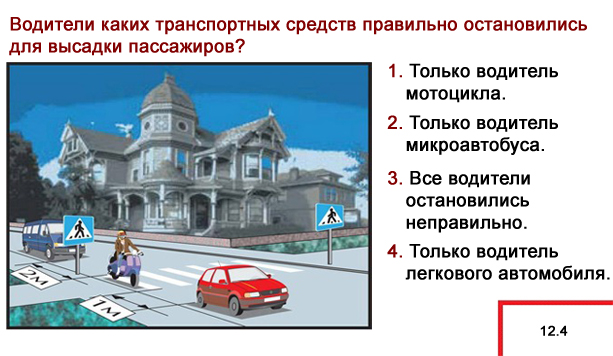 Водители каких транспортных средств правильно остановились
для высадки пассажиров?
1. Только водитель
мотоцикла.
2. Только водитель
микроавтобуса.
3. Все водители
остановились
неправильно.
4. Только водитель
легкового автомобиля.
2М
1М
12.4